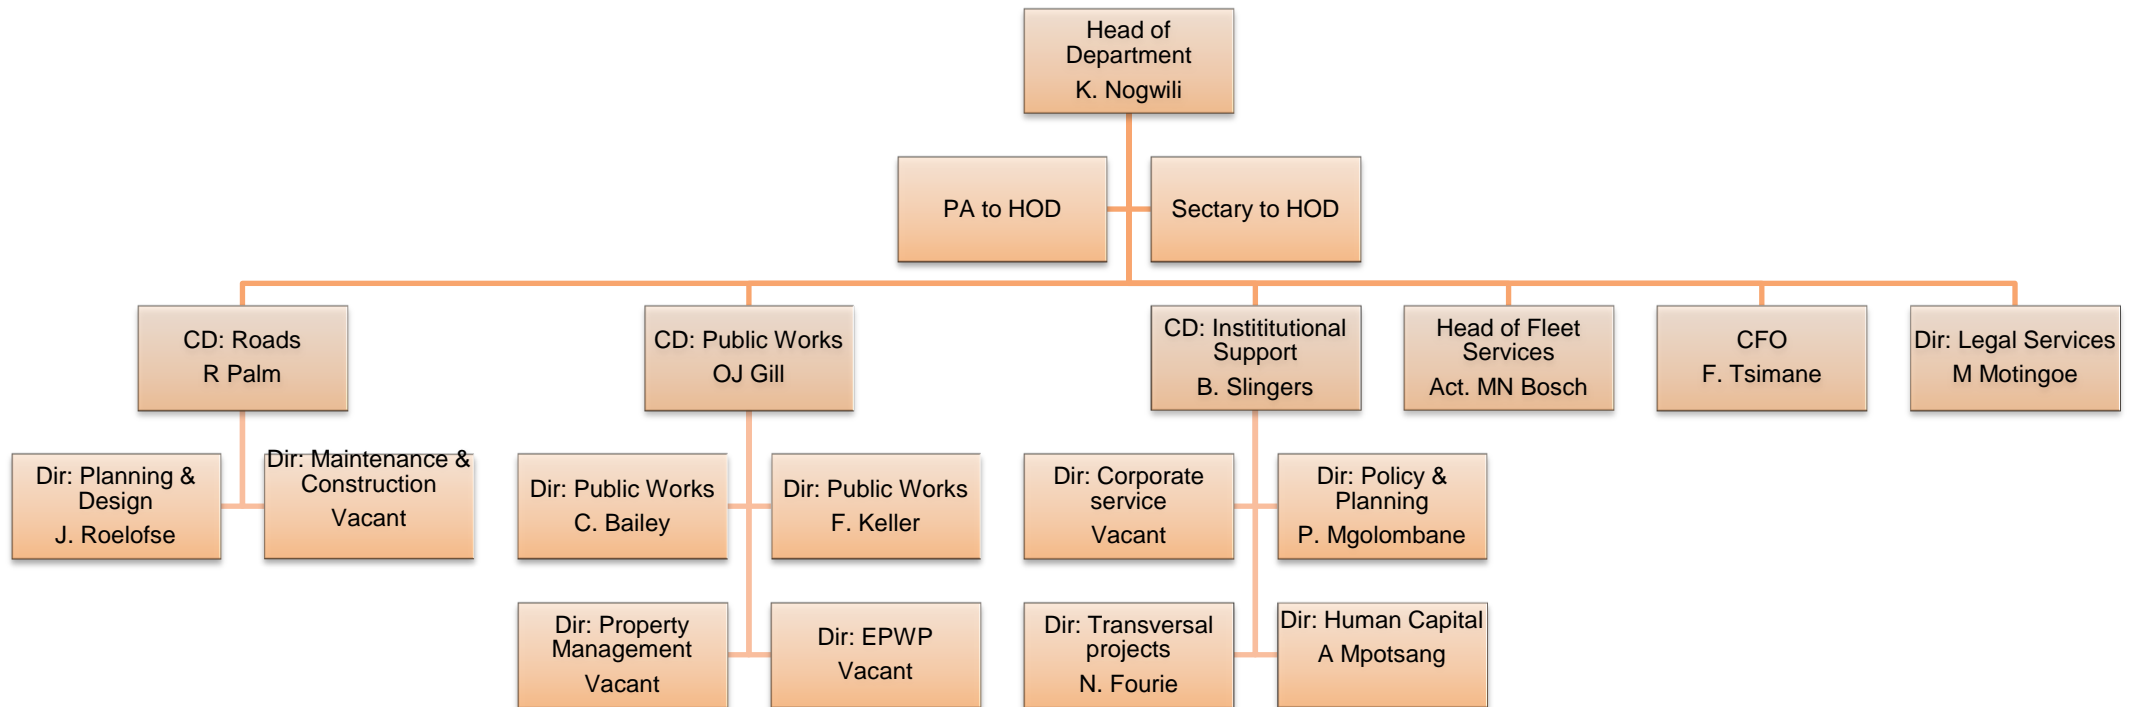 Head of
Department
K. Nogwili
PA to HOD
Sectary to HOD
CD: Roads
R Palm
CD: Public Works
OJ Gill
CD: Instititutional
Support
B. Slingers
Head of Fleet
Services
Act. MN Bosch
CFO
F. Tsimane
Dir: Legal Services
M Motingoe
Dir: Planning &
Design
J. Roelofse
Dir: Maintenance &
Construction
Vacant
Dir: Public Works
C. Bailey
Dir: Public Works
F. Keller
Dir: Corporate
service
Vacant
Dir: Policy &
Planning
P. Mgolombane
Dir: Property
Management
Vacant
Dir: EPWP
Vacant
Dir: Transversal
projects
N. Fourie
Dir: Human Capital
A Mpotsang